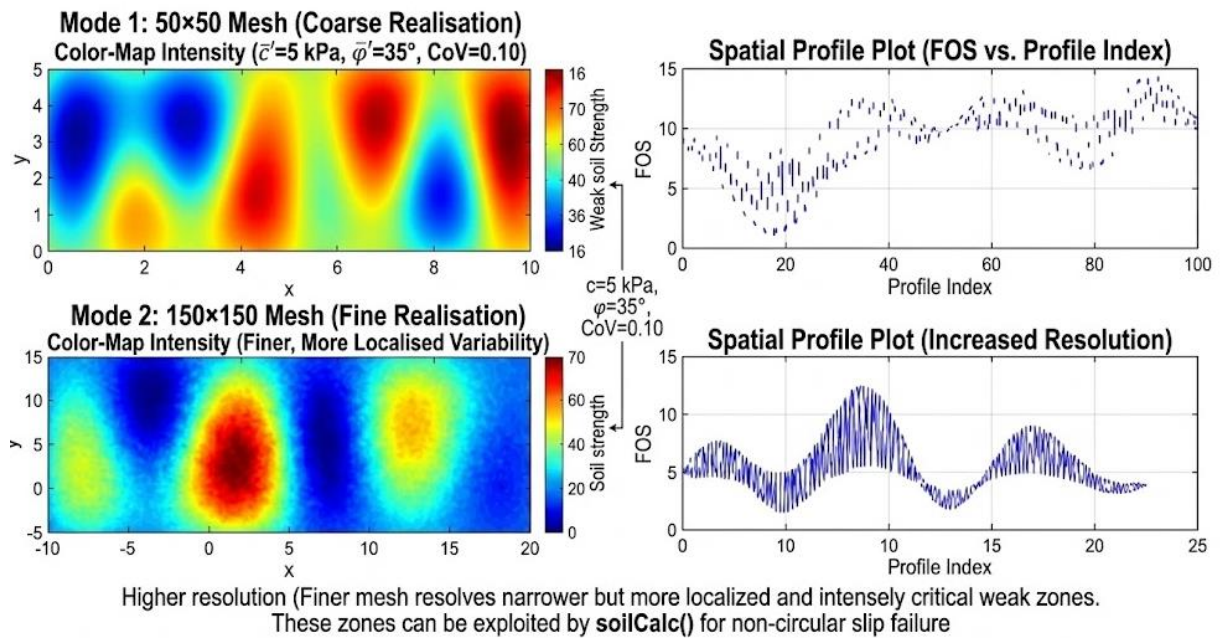 Mode 1: 50×50 Mesh (Coarse Realisation)
Color-Map Intensity (c̄′=5 kPa, φ̄′=35°, CoV=0.10)
5
4
3
2
1
0
y
0 2 4 6 8 10
x
16
70
60
40
36
16
Weak soil Strength
Spatial Profile Plot (FOS vs. Profile Index)
15
10
5
0
FOS
0 20 40 60 80 100
Profile Index
c=5 kPa,
φ=35°,
CoV=0.10
Mode 2: 150×150 Mesh (Fine Realisation)
Color-Map Intensity (Finer, More Localised Variability)
15
10
5
0
-5
y
-10 -5 0 5 10 15 20
x
70
60
40
20
0
Soil strength
Spatial Profile Plot (Increased Resolution)
15
10
5
0
FOS
0 10 10 15 25
Profile Index
Higher resolution (Finer mesh resolves narrower but more localized and intensely critical weak zones.
These zones can be exploited by soilCalc() for non-circular slip failure